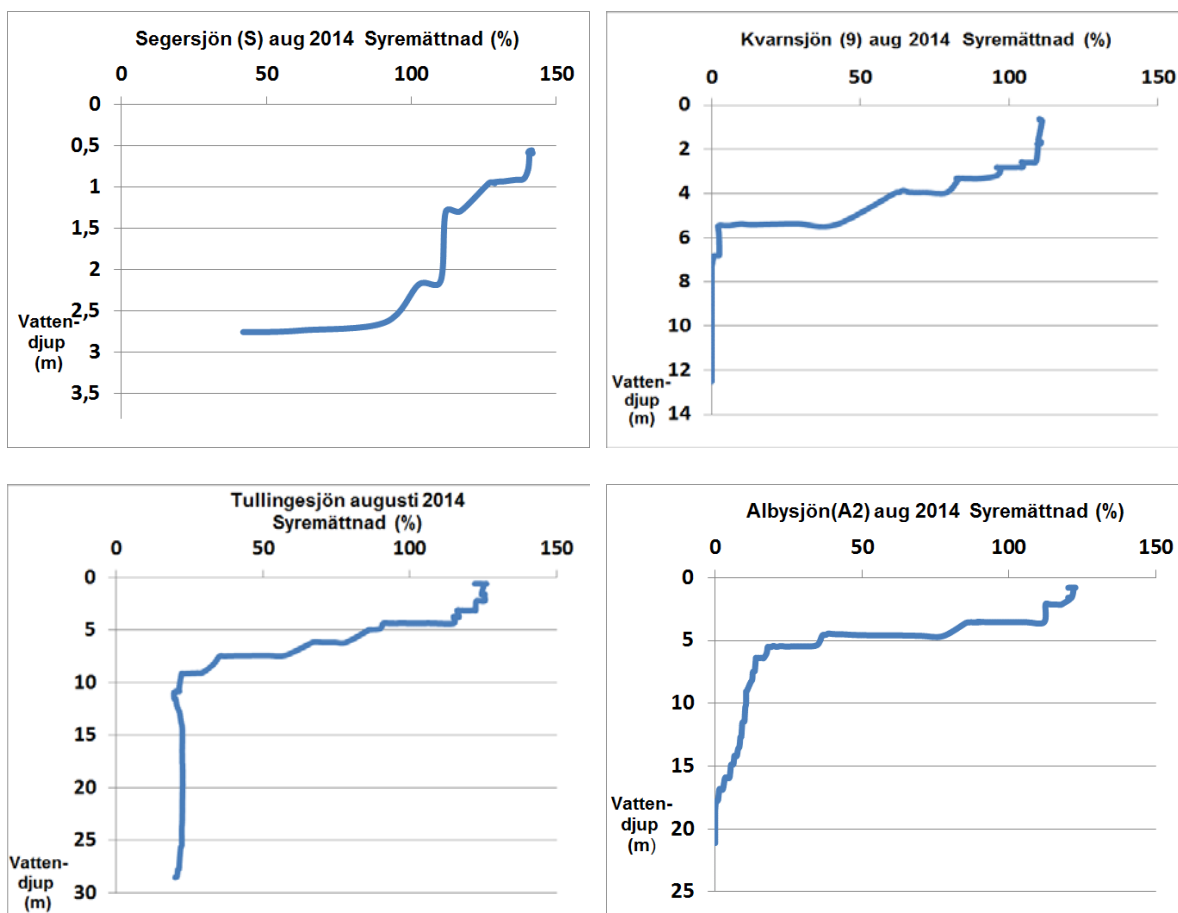 Segersjön (S) aug 2014 Syremättnad (%)
0 50 100 150
0
0,5
1
1,5
2
2,5
3
3,5
Vatten-
djup
(m)
Kvarnsjön (9) aug 2014 Syremättnad (%)
0 50 100 150
0
2
4
6
8
10
12
14
Vatten-
djup
(m)
Tullingesjön augusti 2014
Syremättnad (%)
0 50 100 150
0
5
10
15
20
25
30
Vatten-
djup
(m)
Albysjön(A2) aug 2014 Syremättnad (%)
0 50 100 150
0
5
10
15
20
25
Vatten-
djup
(m)